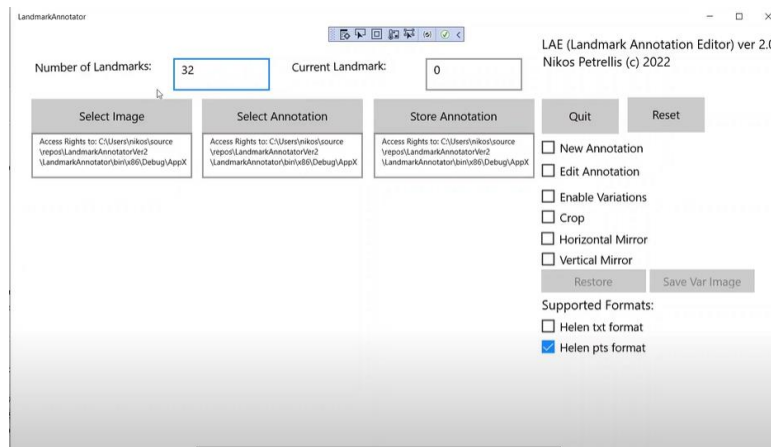 LandmarkAnnotator
LAE (Landmark Annotation Editor) ver 2.0
Nikos Petrellis (c) 2022
Number of Landmarks: 32 Current Landmark: 0
Select Image Select Annotation Store Annotation Quit Reset
Access Rights to: C:\Users\nikos\source
\repos\LandmarkAnnotatorVer2
\LandmarkAnnotator\bin\x86\Debug\AppX
Access Rights to: C:\Users\nikos\source
\repos\LandmarkAnnotatorVer2
\LandmarkAnnotator\bin\x86\Debug\AppX
Access Rights to: C:\Users\nikos\source
\repos\LandmarkAnnotatorVer2
\LandmarkAnnotator\bin\x86\Debug\AppX
New Annotation
Edit Annotation
Enable Variations
Crop
Horizontal Mirror
Vertical Mirror
Restore Save Var Image
Supported Formats:
Helen txt format
Helen pts format